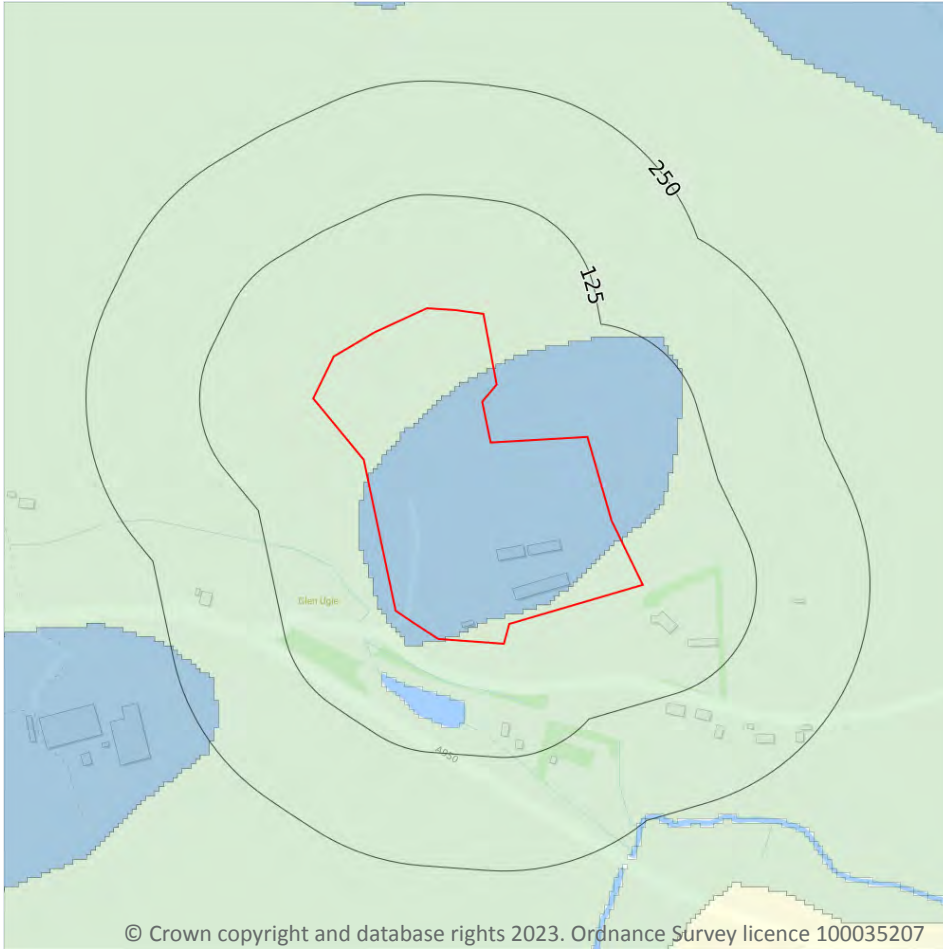 250
125
Glen Ugie
A950
© Crown copyright and database rights 2023. Ordnance Survey licence 100035207